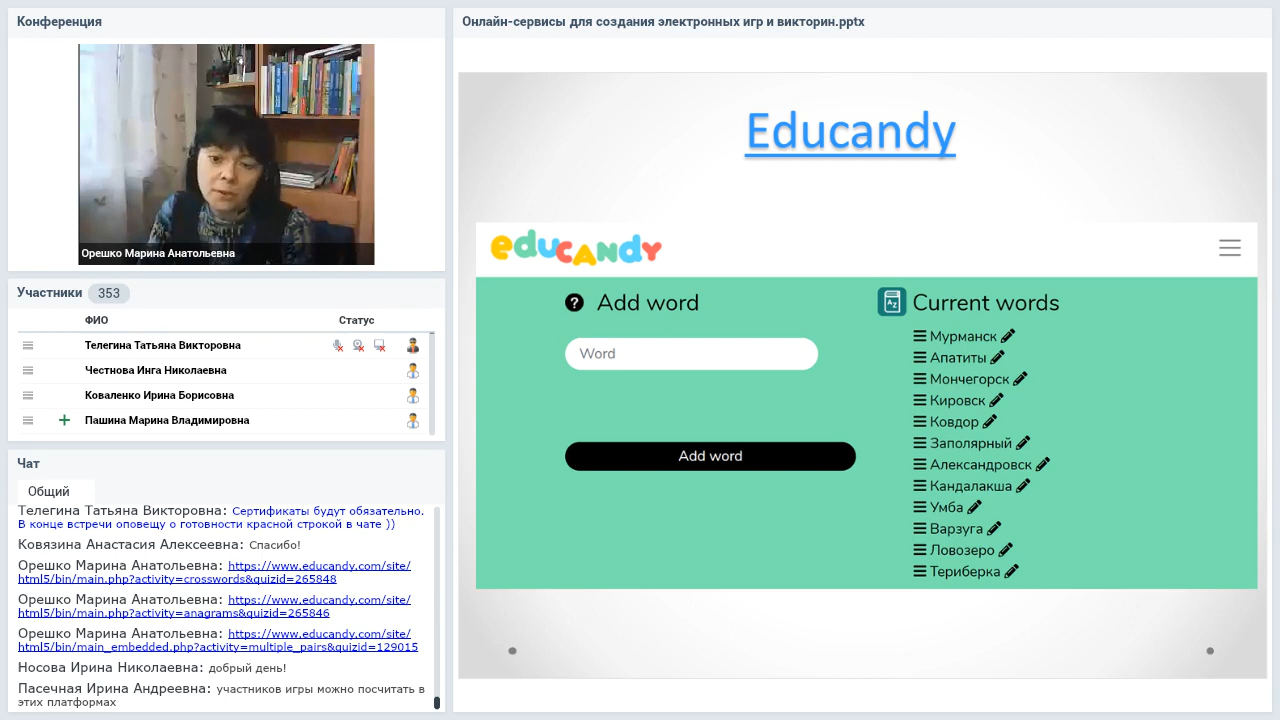 Конференция
Орешко Марина Анатольевна
Участники 353
ФИО Статус
Телегина Татьяна Викторовна
Честнова Инга Николаевна
Коваленко Ирина Борисовна
Пашина Марина Владимировна
Чат
Общий
Телегина Татьяна Викторовна: Сертификаты будут обязательно.
В конце встречи оповещу о готовности красной строкой в чате ))
Ковязина Анастасия Алексеевна: Спасибо!
Орешко Марина Анатольевна: https://www.educandy.com/site/
html5/bin/main.php?activity=crosswords&quizid=265848
Орешко Марина Анатольевна: https://www.educandy.com/site/
html5/bin/main.php?activity=anagrams&quizid=265846
Орешко Марина Анатольевна: https://www.educandy.com/site/
html5/bin/main_embedded.php?activity=multiple_pairs&quizid=129015
Носова Ирина Николаевна: добрый день!
Пасечная Ирина Андреевна: участников игры можно посчитать в
этих платформах
Онлайн-сервисы для создания электронных игр и викторин.pptx
Educandy
educandy
? Add word
Word
Add word
AZ Current words
Мурманск
Апатиты
Мончегорск
Кировск
Ковдор
Заполярный
Александровск
Кандалакша
Умба
Варзуга
Ловозеро
Териберка